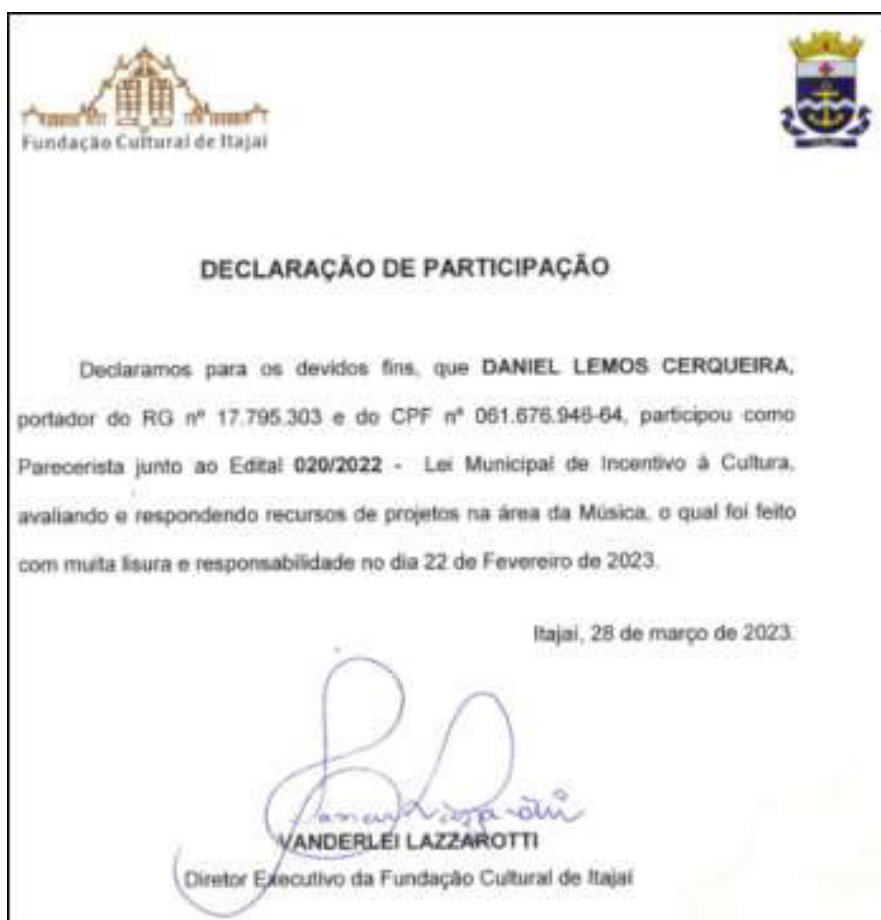 Fundação Cultural de Itajaí
DECLARAÇÃO DE PARTICIPAÇÃO
Declaramos para os devidos fins, que DANIEL LEMOS CERQUEIRA,
portador do RG nº 17.795.303 e do CPF nº 061.676.946-64, participou como
Parecerista junto ao Edital 020/2022 - Lei Municipal de Incentivo à Cultura,
avaliando e respondendo recursos de projetos na área da Música, o qual foi feito
com muita lisura e responsabilidade no dia 22 de Fevereiro de 2023.
Itajaí, 28 de março de 2023.
VANDERLEI LAZZAROTTI
Diretor Executivo da Fundação Cultural de Itajaí